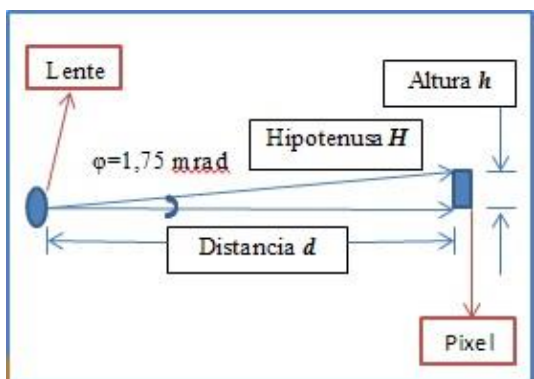 Lente
Altura h
Hipotenusa H
φ=1,75 mrad
Distancia d
Pixel